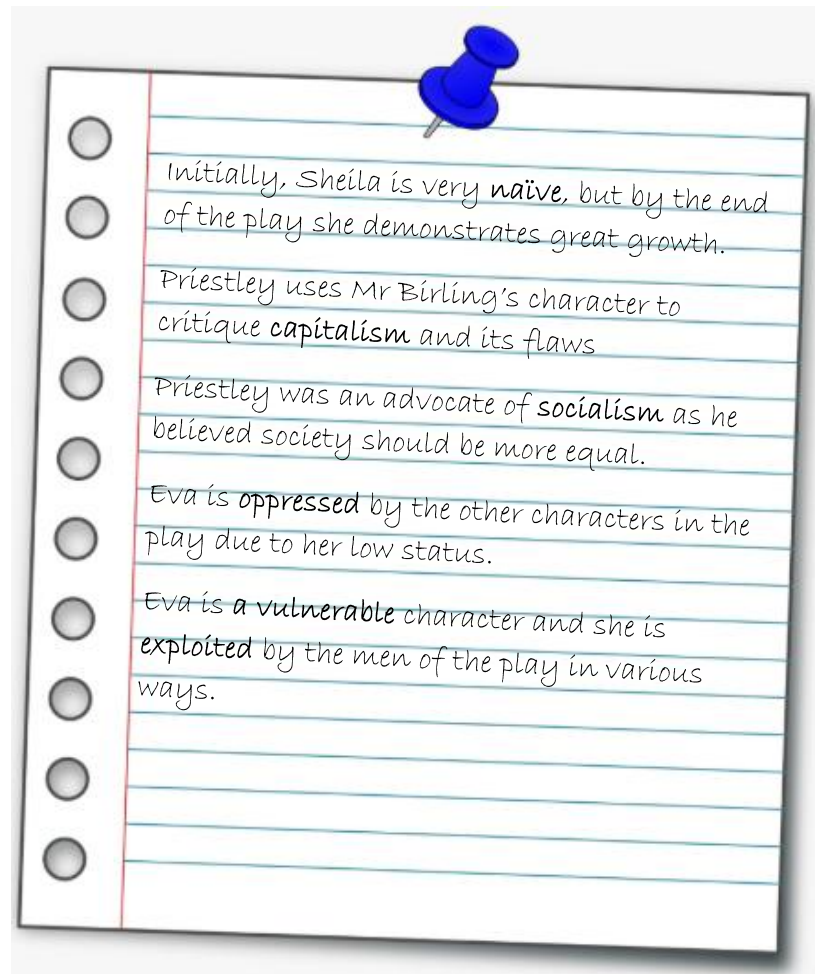 Initially, Sheila is very naïve, but by the end
of the play she demonstrates great growth.
Priestley uses Mr Birling's character to
critique capitalism and its flaws
Priestley was an advocate of socialism as he
believed society should be more equal.
Eva is oppressed by the other characters in the
play due to her low status.
Eva is a vulnerable character and she is
exploited by the men of the play in various
ways.